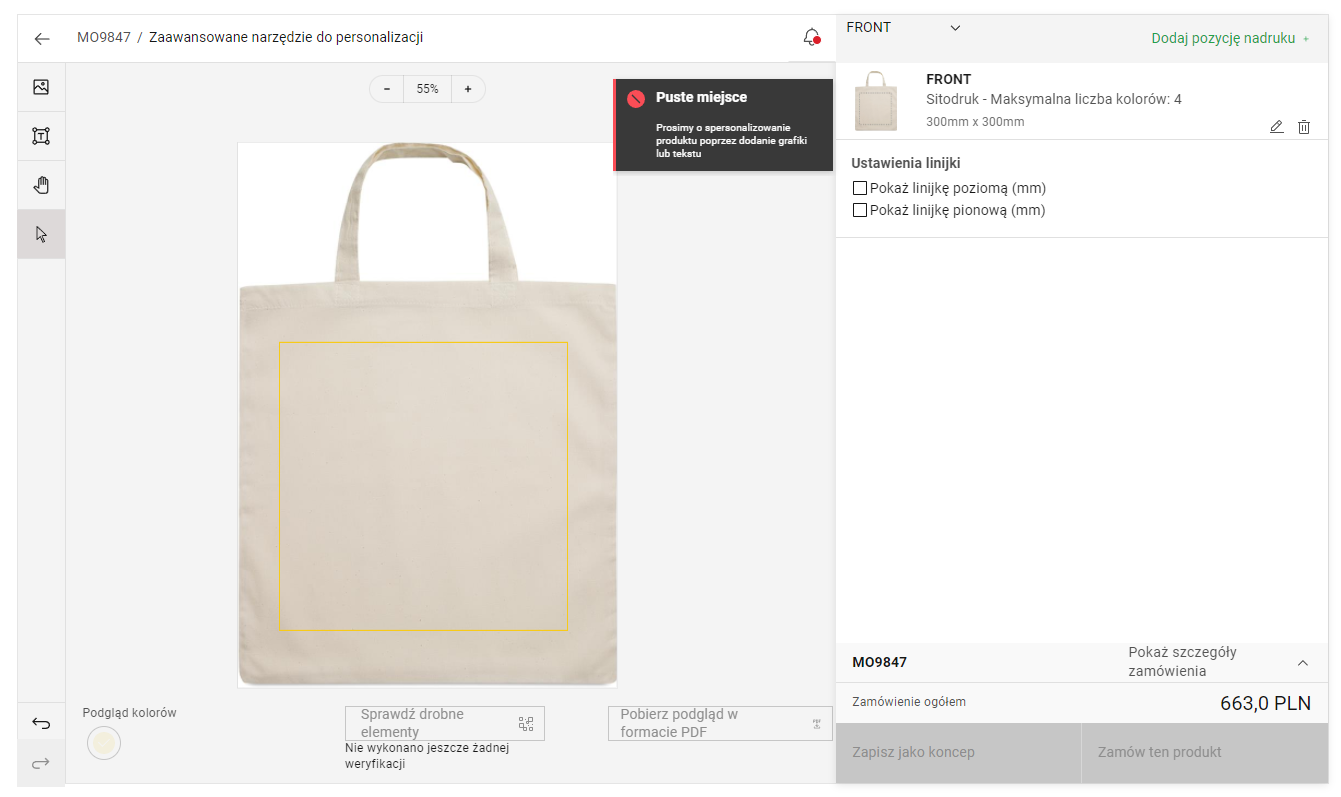 MO9847 / Zaawansowane narzędzie do personalizacji
FRONT
Dodaj pozycję nadruku +
- 55% +
Puste miejsce
Prosimy o spersonalizowanie
produktu poprzez dodanie grafiki
lub tekstu
FRONT
Sitodruk - Maksymalna liczba kolorów: 4
300mm x 300mm
Ustawienia linijki
Pokaż linijkę poziomą (mm)
Pokaż linijkę pionową (mm)
T
MO9847
Pokaż szczegóły
zamówienia
Zamówienie ogółem
663,0 PLN
Zapisz jako koncep
Zamów ten produkt
Podgląd kolorów
Sprawdź drobne
elementy
Nie wykonano jeszcze żadnej
weryfikacji
Pobierz podgląd w
formacie PDF